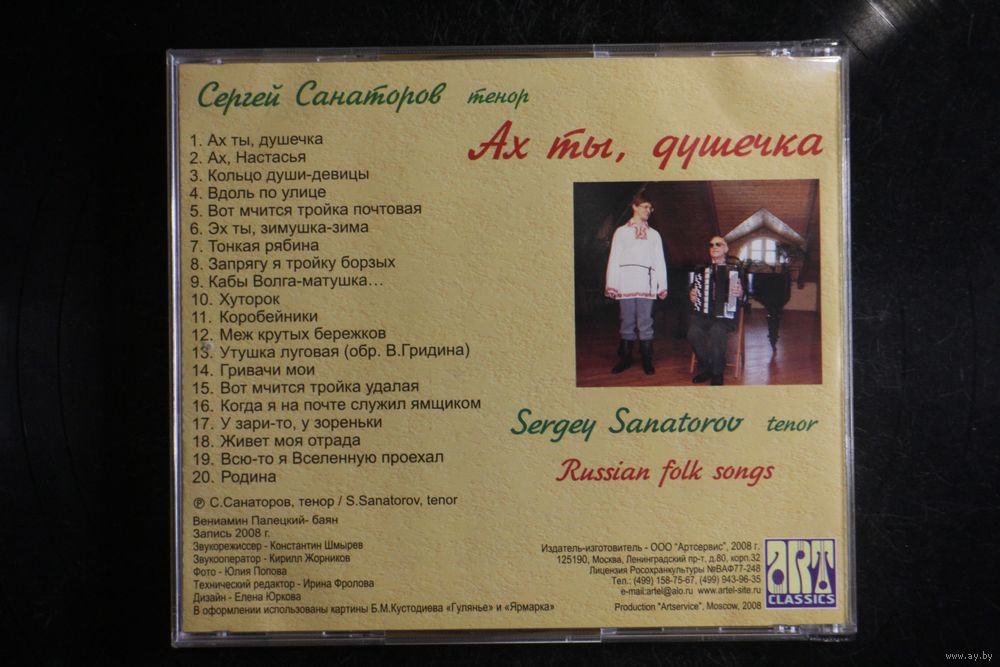 Сергей Санаторов тенор
Ах ты, душечка
1. Ах ты, душечка
2. Ах, Настасья
3. Кольцо души-девицы
4. Вдоль по улице
5. Вот мчится тройка почтовая
6. Эх ты, зимушка-зима
7. Тонкая рябина
8. Запрягу я тройку борзых
9. Кабы Волга-матушка...
10. Хуторок
11. Коробейники
12. Меж крутых бережков
13. Утушка луговая (обр. В.Гридина)
14. Гривачи мои
15. Вот мчится тройка удалая
16. Когда я на почте служил ямщиком
17. У зари-то, у зореньки
18. Живет моя отрада
19. Всю-то я Вселенную проехал
20. Родина
Sergey Sanatorov tenor
Russian folk songs
℗ С.Санаторов, тенор / S.Sanatorov, tenor
Вениамин Палецкий- баян
Запись 2008 г.
Звукорежиссер - Константин Шмырев
Звукооператор - Кирилл Жорников
Фото - Юлия Попова
Технический редактор - Ирина Фролова
Дизайн - Елена Юркова
В оформлении использованы картины Б.М.Кустодиева «Гулянье» и «Ярмарка»
Издатель-изготовитель - ООО "Артсервис", 2008 г.
125190, Москва, Ленинградский пр-т, д.80, корп.32
Лицензия Росохранкультуры №ВАФ77-248
Тел.: (499) 158-75-67, (499) 943-96-35
e-mail:artel@aio.ru www.artel-site.ru
Production "Artservice", Moscow, 2008
ART
CLASSICS
www.ay.by